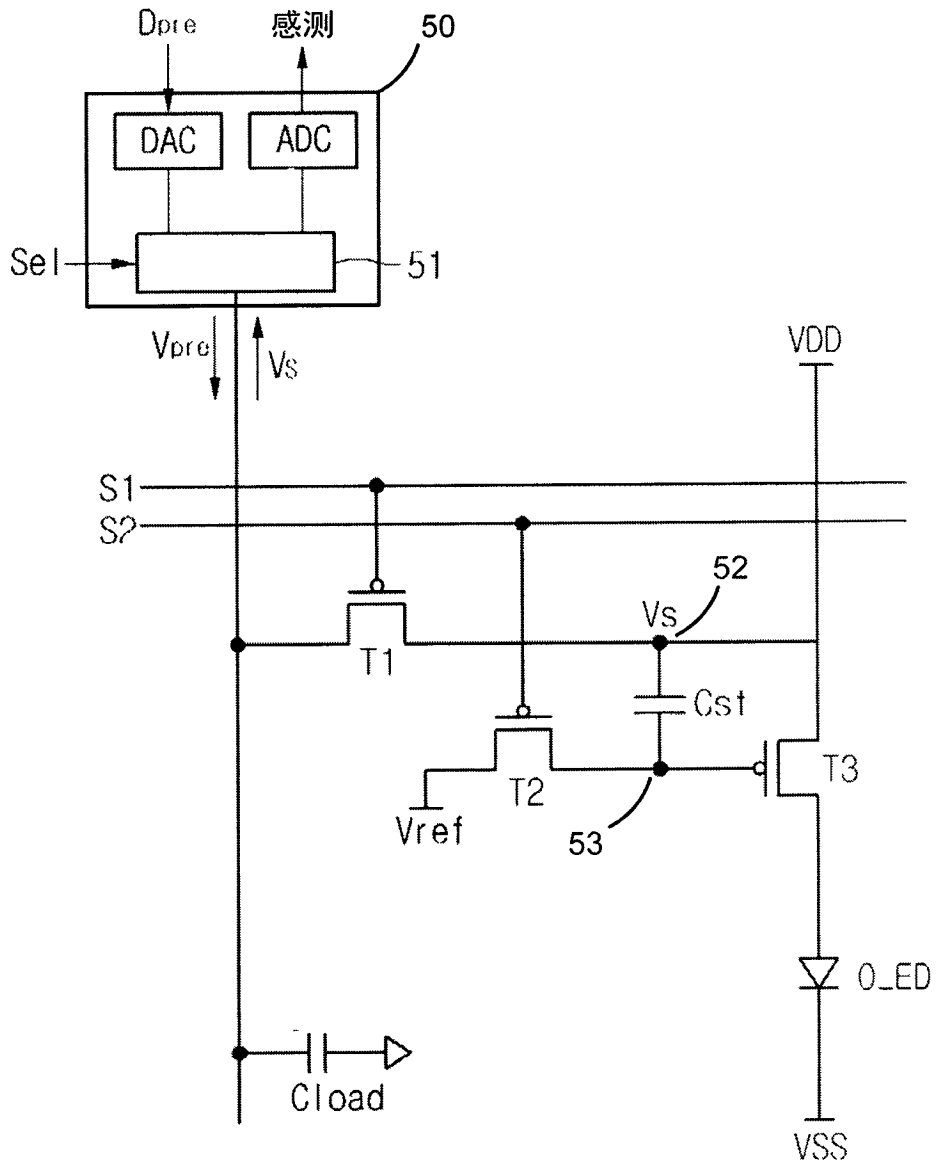 Dpre
感测
50
DAC
ADC
Sel
51
Vpre
Vs
VDD
S1
S2
52
Vs
T1
Cst
T2
T3
Vref
53
O_ED
Cload
VSS